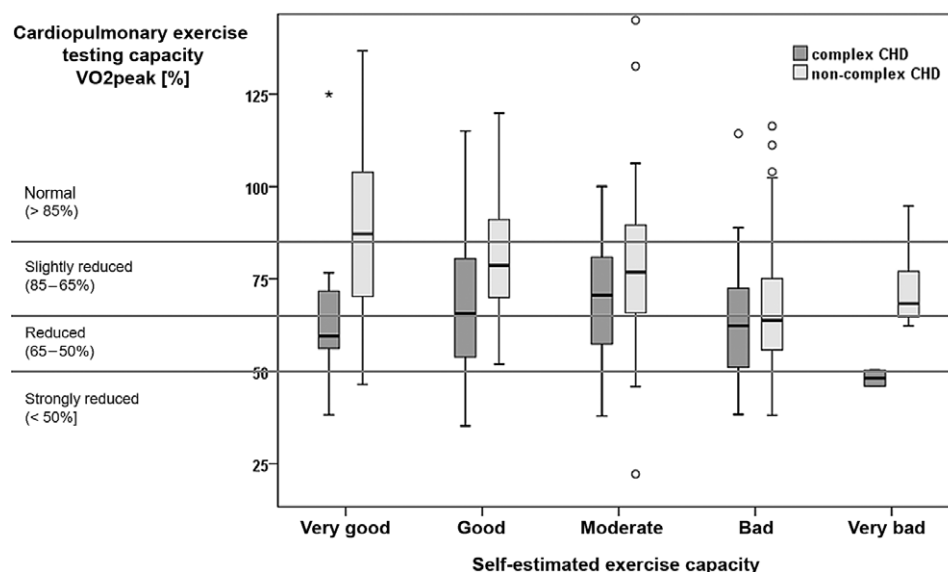 Cardiopulmonary exercise
testing capacity
VO2peak [%]
complex CHD
non-complex CHD
125
Normal
(> 85%)
100
Slightly reduced
(85–65%)
75
Reduced
(65–50%)
50
Strongly reduced
(< 50%]
25
Very good
Good
Moderate
Bad
Very bad
Self-estimated exercise capacity